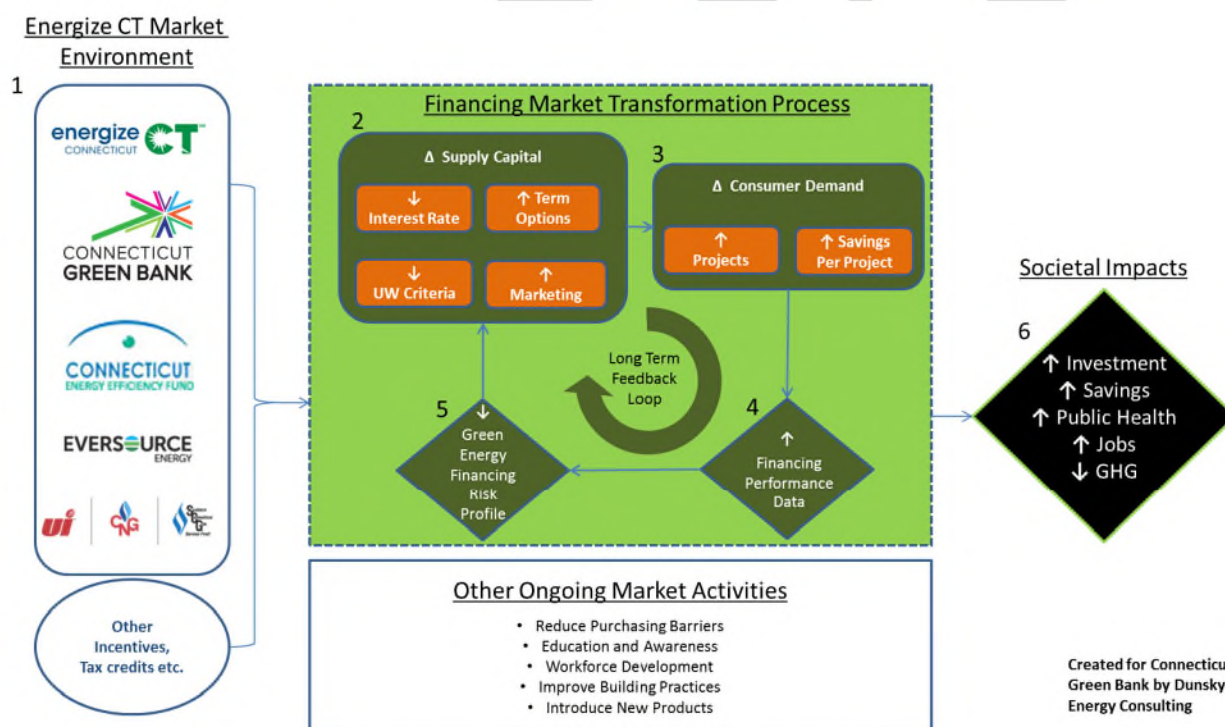 Energize CT Market
Environment
1
energize
CONNECTICUT
CT
CONNECTICUT
GREEN BANK
CONNECTICUT
ENERGY EFFICIENCY FUND
EVERSOURCE
ENERGY
ui
CNG
Other
Incentives,
Tax credits etc.
Financing Market Transformation Process
2
Δ Supply Capital
↓
Interest Rate
↑ Term
Options
↓
UW Criteria
↑
Marketing
3
Δ Consumer Demand
↑
Projects
↑ Savings
Per Project
Long Term
Feedback
Loop
4
↑
Financing
Performance
Data
5
↓
Green
Energy
Financing
Risk
Profile
Other Ongoing Market Activities
• Reduce Purchasing Barriers
• Education and Awareness
• Workforce Development
• Improve Building Practices
• Introduce New Products
Societal Impacts
6
↑ Investment
↑ Savings
↑ Public Health
↑ Jobs
↓ GHG
Created for Connecticu
Green Bank by Dunsky
Energy Consulting